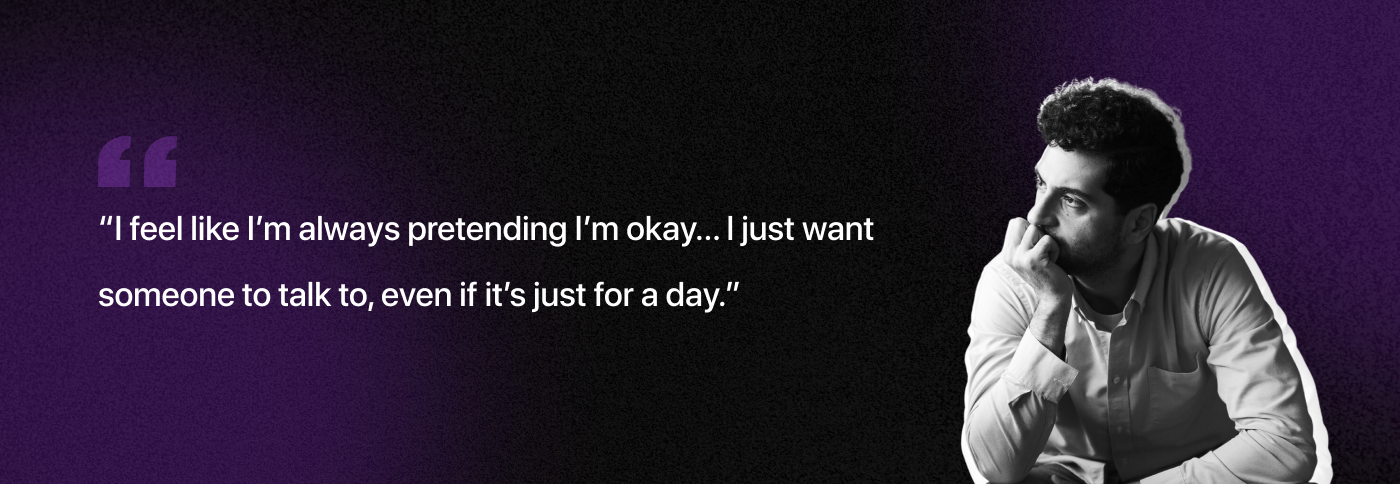 “I feel like I’m always pretending I’m okay... I just want
someone to talk to, even if it’s just for a day.”